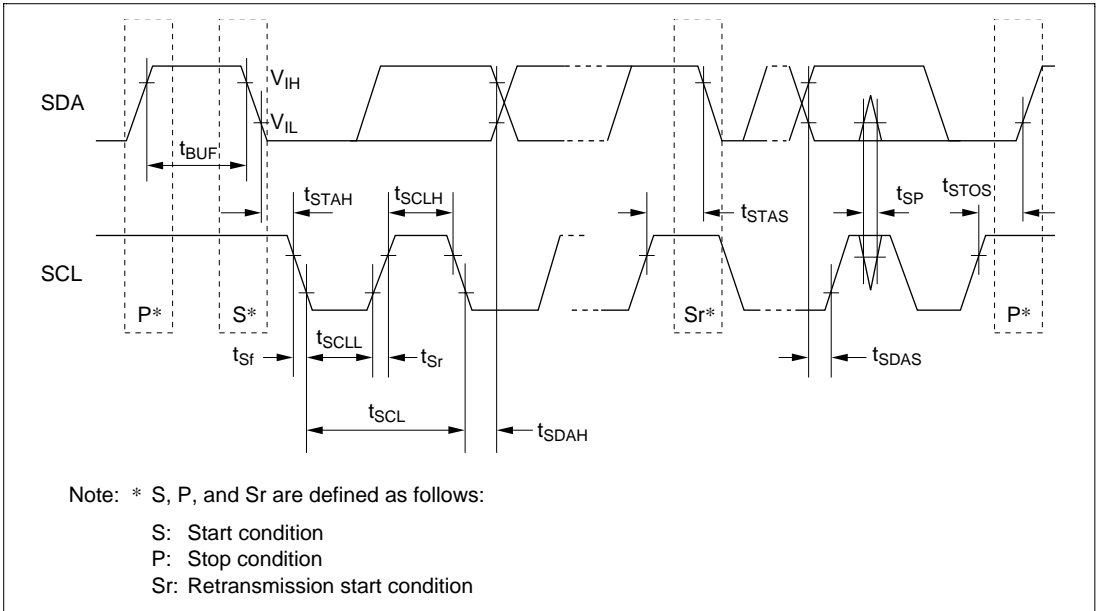 SDA
V_IH
V_IL
t_BUF
t_STAH
t_SCLH
t_STAS
t_SP
t_STOS
SCL
P*
S*
Sr*
P*
t_Sf
t_SCLL
t_Sr
t_SDAS
t_SCL
t_SDAH
Note: * S, P, and Sr are defined as follows:
S: Start condition
P: Stop condition
Sr: Retransmission start condition